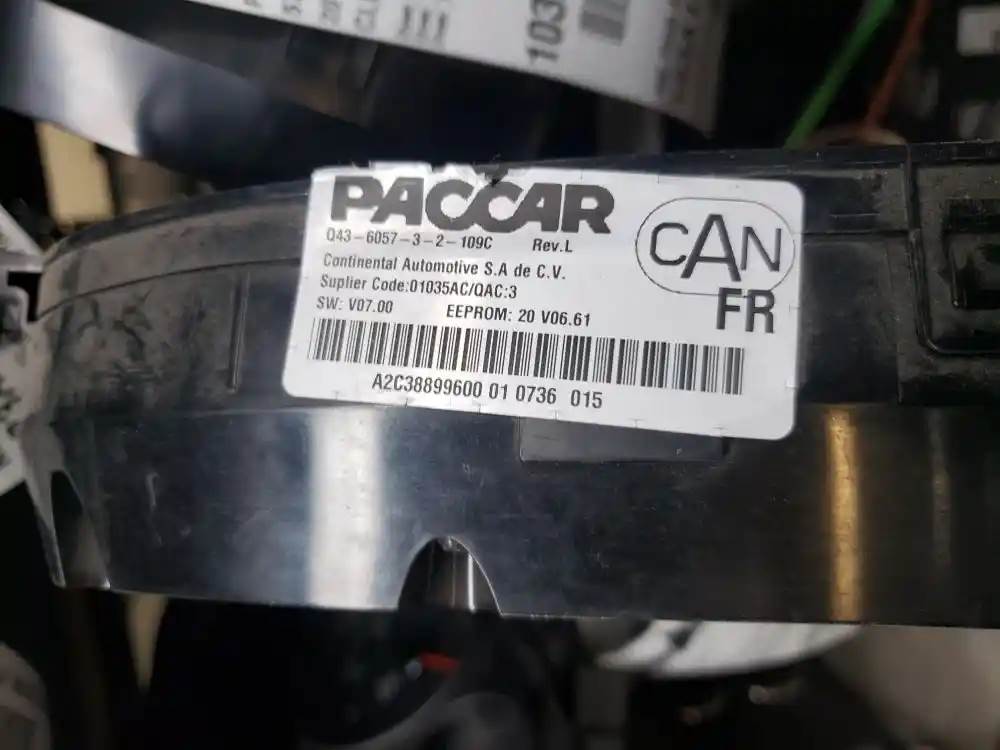 103
PACCAR
Q43-6057-3-2-109C Rev.L
CAN
Continental Automotive S.A de C.V.
Suplier Code:01035AC/QAC:3
FR
SW: V07.00 EEPROM: 20 V06.61
A2C38899600 01 0736 015